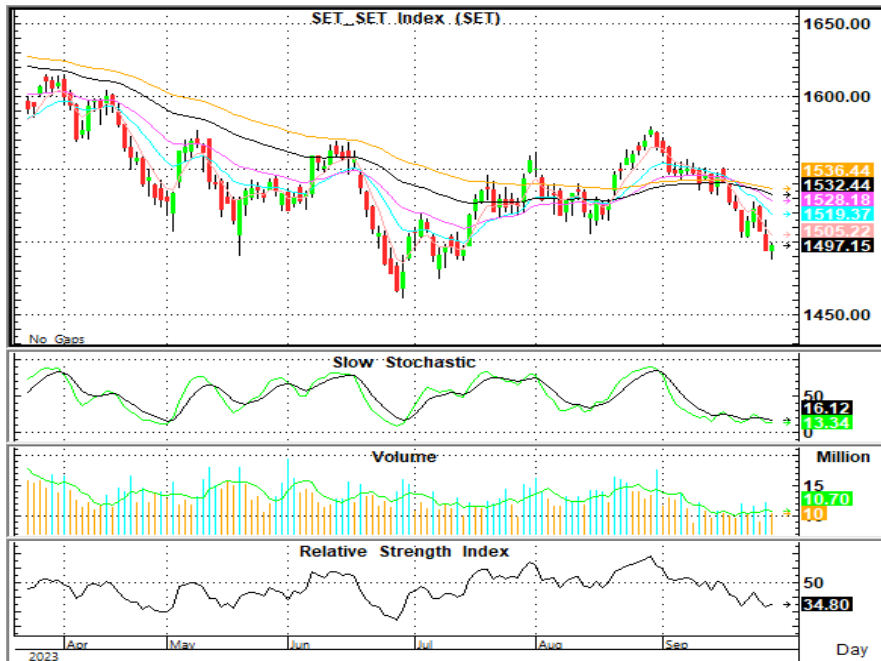 SET_SET Index (SET)
1650.00
1600.00
1536.44
1532.44
1528.18
1519.37
1505.22
1497.15
1450.00
No Gaps
Slow Stochastic
50
16.12
13.34
0
Volume
Million
15
10.70
10
Relative Strength Index
50
34.80
Apr May Jun Jul Aug Sep
2023
Day